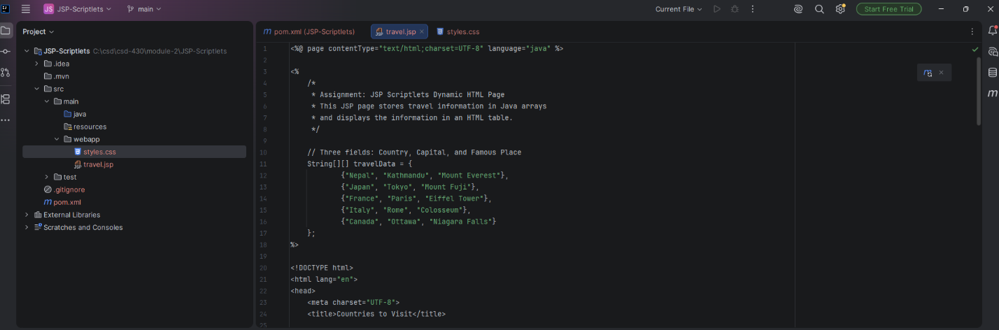 JS JSP-Scriptlets main Current File Start Free Trial
Project
JSP-Scriptlets C:\csd\csd-430\module-2\JSP-Scriptlets
.idea
.mvn
src
main
java
resources
webapp
styles.css
travel.jsp
test
.gitignore
pom.xml
External Libraries
Scratches and Consoles
pom.xml (JSP-Scriptlets) travel.jsp styles.css
1 <%@ page contentType="text/html;charset=UTF-8" language="java" %>
2
3 <%
4 /*
5 * Assignment: JSP Scriptlets Dynamic HTML Page
6 * This JSP page stores travel information in Java arrays
7 * and displays the information in an HTML table.
8 */
9
10 // Three fields: Country, Capital, and Famous Place
11 String[][] travelData = {
12 {"Nepal", "Kathmandu", "Mount Everest"},
13 {"Japan", "Tokyo", "Mount Fuji"},
14 {"France", "Paris", "Eiffel Tower"},
15 {"Italy", "Rome", "Colosseum"},
16 {"Canada", "Ottawa", "Niagara Falls"}
17 };
18 %>
19
20 <!DOCTYPE html>
21 <html lang="en">
22 <head>
23 <meta charset="UTF-8">
24 <title>Countries to Visit</title>
25